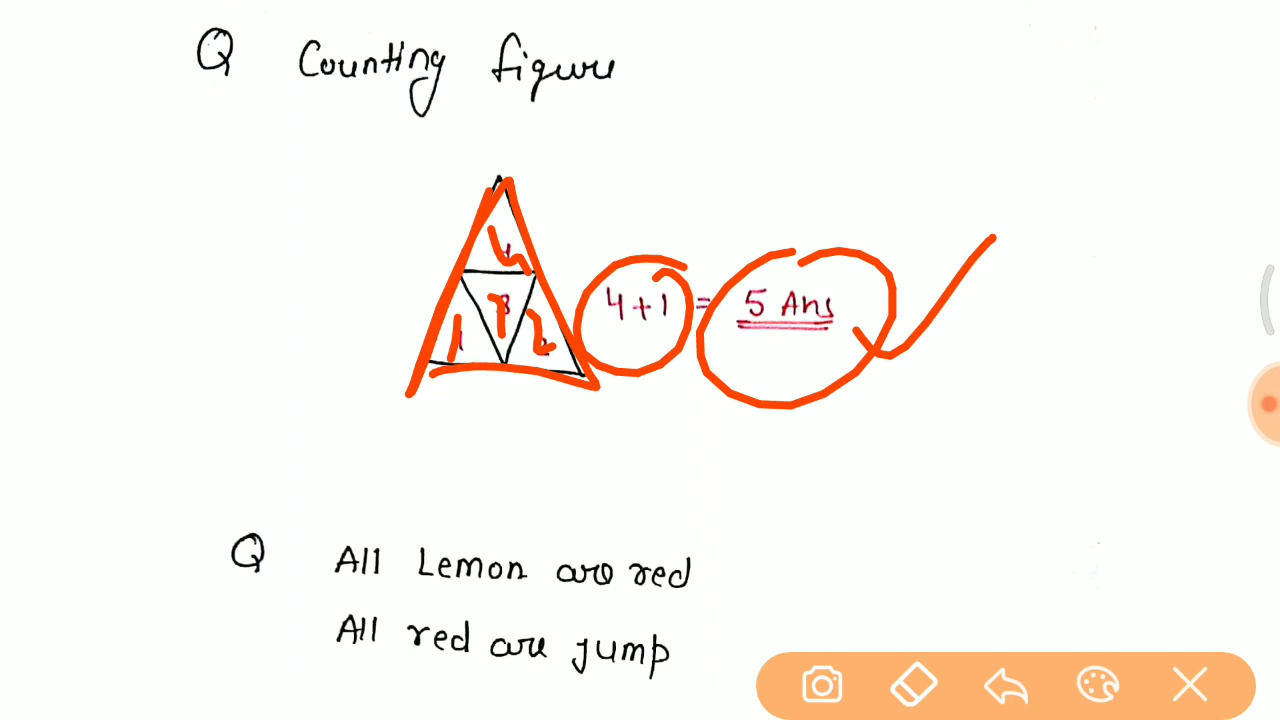 Q Counting figure
4
3
1 2
4+1 = 5 Ans
Q All Lemon are red
All red are jump